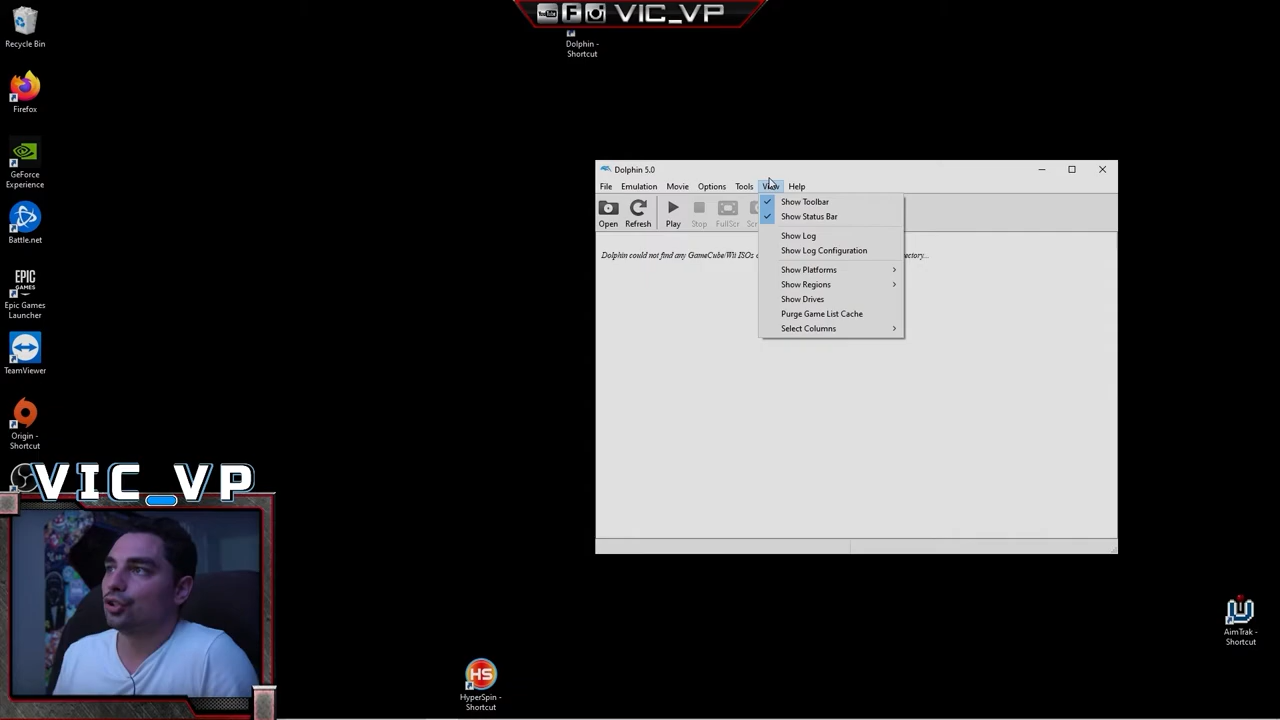 VIC_VP
Recycle Bin
Dolphin -
Shortcut
Firefox
GeForce
Experience
Battle.net
EPIC
GAMES
Epic Games
Launcher
TeamViewer
Origin -
Shortcut
Dolphin 5.0
File Emulation Movie Options Tools View Help
Open Refresh Play Stop FullScr
Dolphin could not find any GameCube/Wii ISOs
ectory...
Show Toolbar
Show Status Bar
Show Log
Show Log Configuration
Show Platforms
Show Regions
Show Drives
Purge Game List Cache
Select Columns
VIC_VP
HS
HyperSpin -
Shortcut
AimTrak -
Shortcut